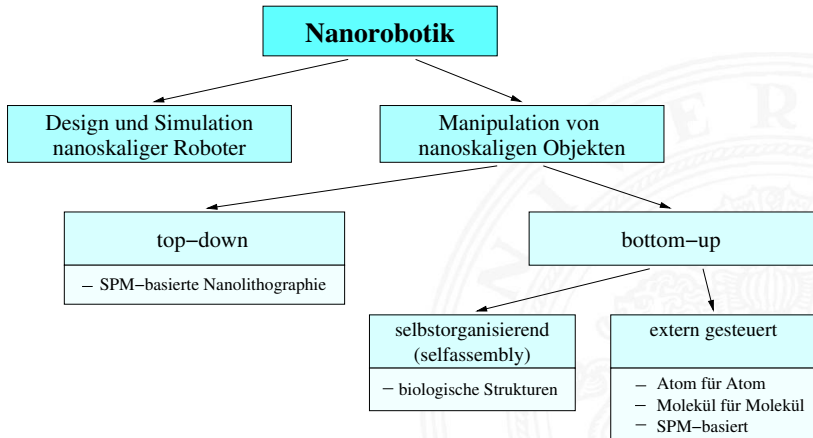 Nanorobotik
Design und Simulation
nanoskaliger Roboter
Manipulation von
nanoskaligen Objekten
top−down
− SPM−basierte Nanolithographie
bottom−up
selbstorganisierend
(selfassembly)
− biologische Strukturen
extern gesteuert
− Atom für Atom
− Molekül für Molekül
− SPM−basiert